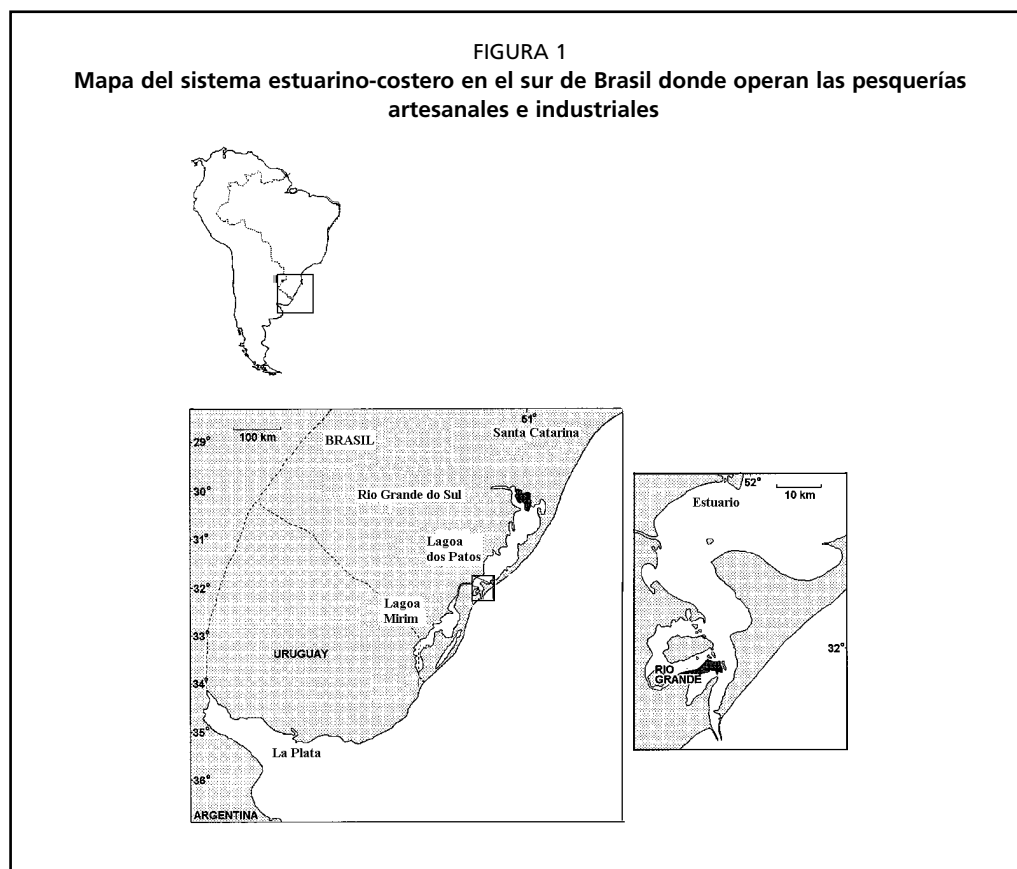 FIGURA 1
Mapa del sistema estuarino-costero en el sur de Brasil donde operan las pesquerías
artesanales e industriales
100 km
51°
Santa Catarina
BRASIL
29°
Rio Grande do Sul
30°
31°
Lagoa
dos Patos
32°
Lagoa
Mirim
33°
URUGUAY
34°
35°
La Plata
36°
ARGENTINA
52°
10 km
Estuario
32°
RIO
GRANDE